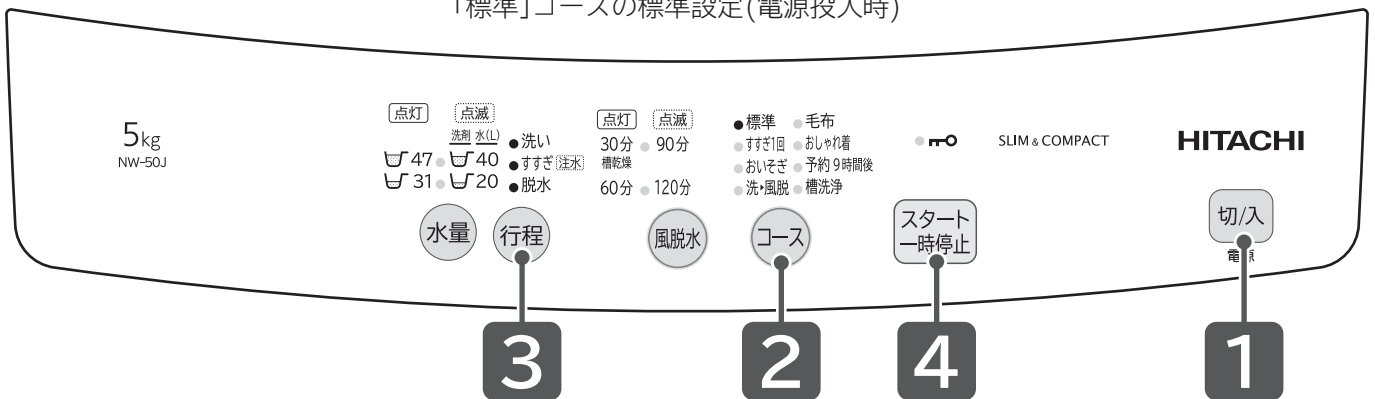 「標準」コースの標準設定(電源投入時)
5kg
NW-50J
点灯 点滅
洗剤 水(L)
47 40
31 20
洗い
すすぎ 注水
脱水
水量
行程
点灯 点滅
30分 90分
槽乾燥
60分 120分
風脱水
標準 毛布
すすぎ1回 おしゃれ着
おいそぎ 予約9時間後
洗▸風脱 槽洗浄
コース
スタート
一時停止
SLIM & COMPACT
HITACHI
切/入
電源
3
2
4
1